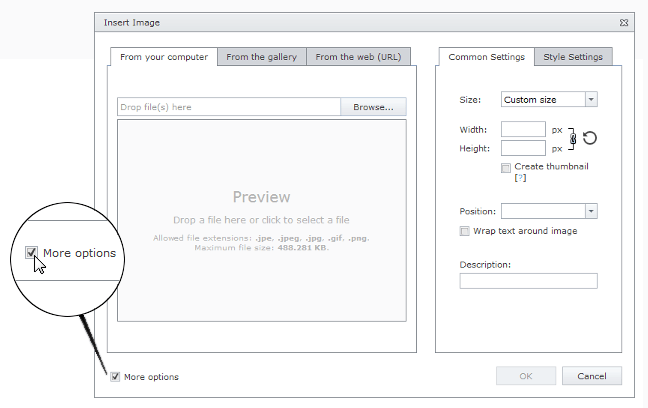 Insert Image
From your computer
From the gallery
From the web (URL)
Drop file(s) here
Browse...
Preview
Drop a file here or click to select a file
Allowed file extensions: .jpe, .jpeg, .jpg, .gif, .png.
Maximum file size: 488.281 KB.
More options
More options
Common Settings
Style Settings
Size:
Custom size
Width:
px
Height:
px
Create thumbnail
[?]
Position:
Wrap text around image
Description:
OK
Cancel